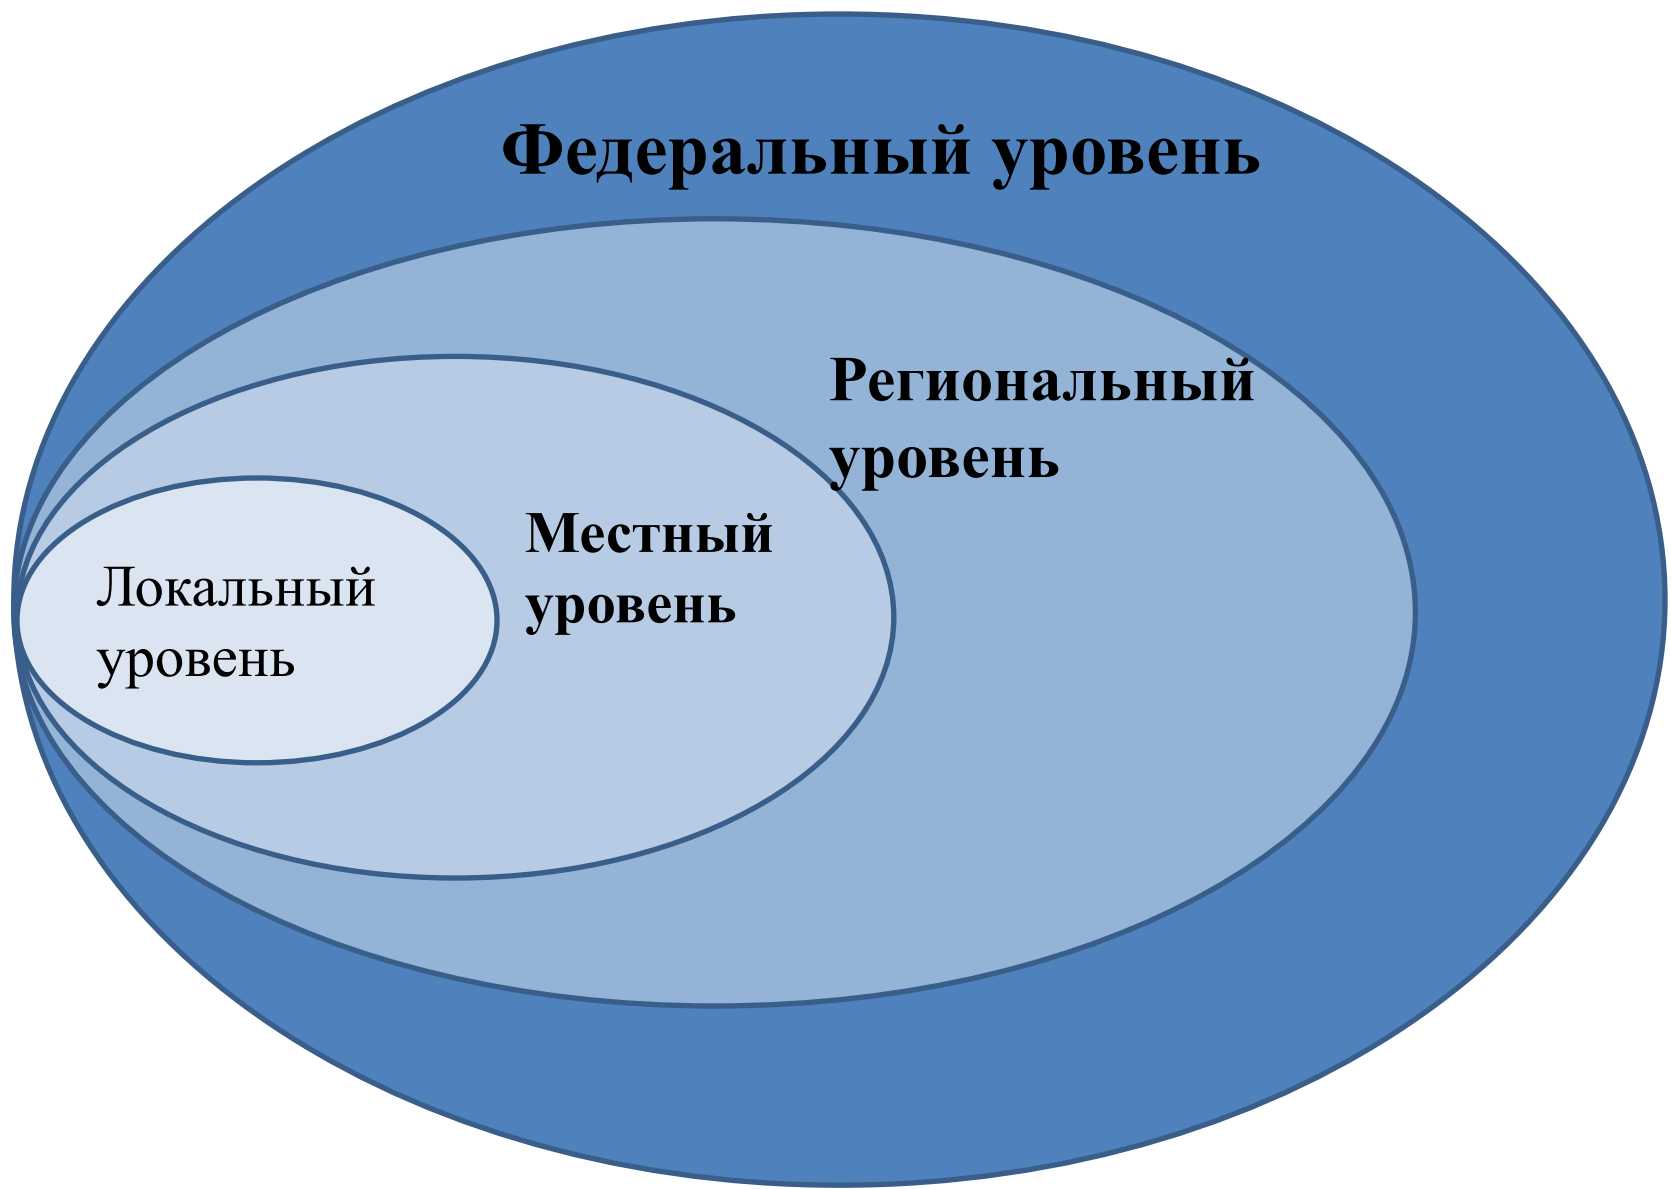 Федеральный уровень
Региональный
уровень
Местный
уровень
Локальный
уровень